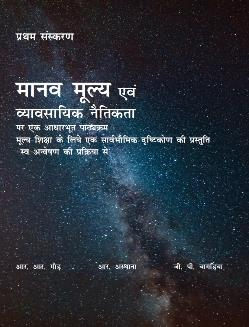 प्रथम संस्करण
मानव मूल्य एवं
व्यावसायिक नैतिकता
पर एक आधारभूत पाठ्यक्रम
मूल्य शिक्षा के लिये एक सार्वभौमिक दृष्टिकोण की प्रस्तुति
स्व अन्वेषण की प्रक्रिया से
आर. आर. गौड़ आर. अस्थाना जी. पी. बागड़िया